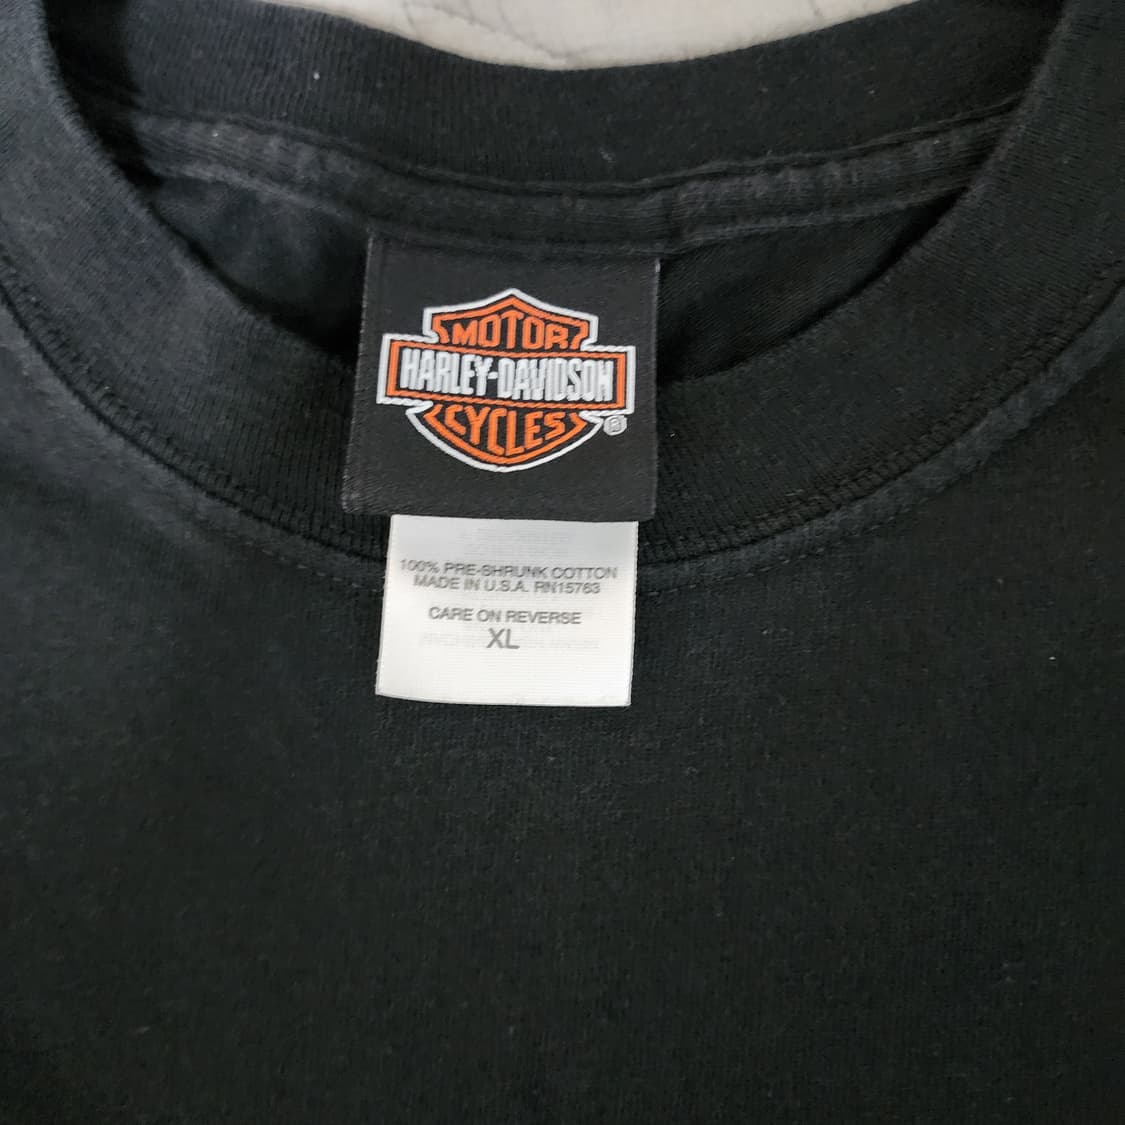 MOTOR
HARLEY-DAVIDSON
CYCLES ®
100% PRE-SHRUNK COTTON
MADE IN U.S.A. RN15763
CARE ON REVERSE
XL